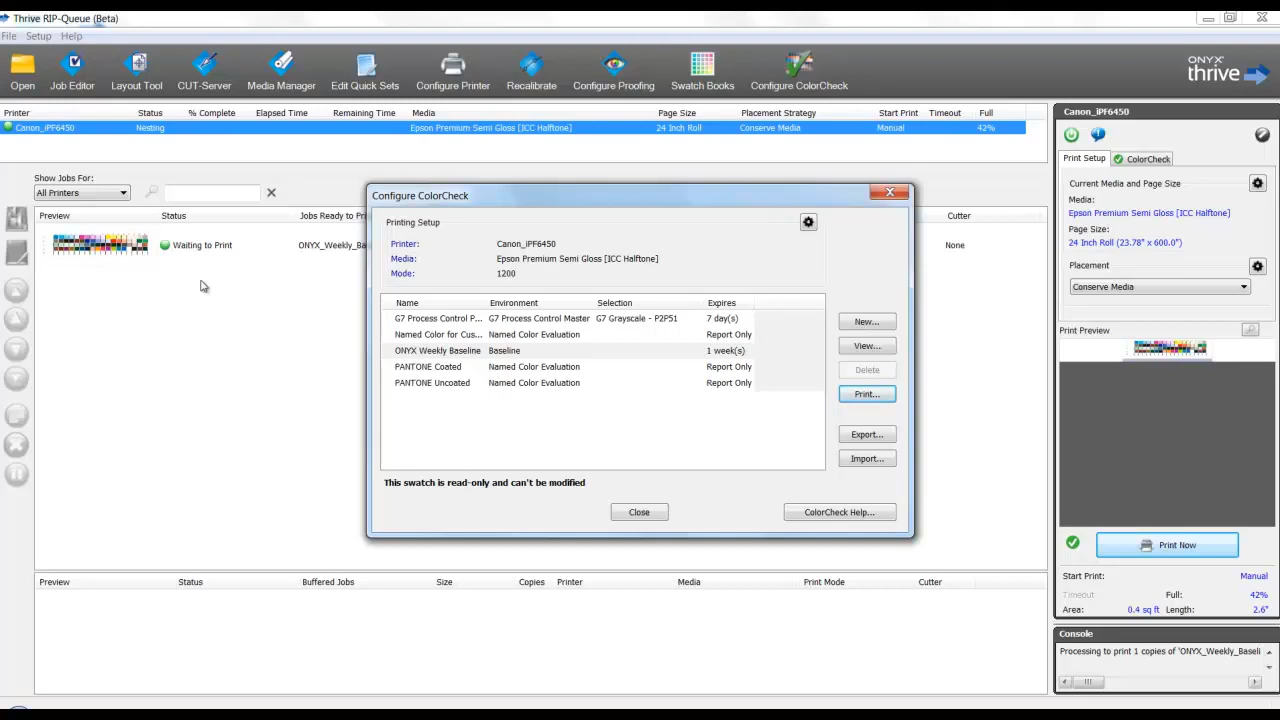 Thrive RIP-Queue (Beta)
File Setup Help
Open Job Editor Layout Tool CUT-Server Media Manager Edit Quick Sets Configure Printer Recalibrate Configure Proofing Swatch Books Configure ColorCheck
ONYX
thrive
Printer Status % Complete Elapsed Time Remaining Time Media Page Size Placement Strategy Start Print Timeout Full
Canon_iPF6450 Nesting Epson Premium Semi Gloss [ICC Halftone] 24 Inch Roll Conserve Media Manual 42%
Show Jobs For:
All Printers
Preview Status Jobs Ready to Pri Cutter
Waiting to Print ONYX_Weekly_Ba None
Configure ColorCheck
Printing Setup
Printer: Canon_iPF6450
Media: Epson Premium Semi Gloss [ICC Halftone]
Mode: 1200
Name Environment Selection Expires
G7 Process Control P... G7 Process Control Master G7 Grayscale - P2P51 7 day(s)
Named Color for Cus... Named Color Evaluation Report Only
ONYX Weekly Baseline Baseline 1 week(s)
PANTONE Coated Named Color Evaluation Report Only
PANTONE Uncoated Named Color Evaluation Report Only
New...
View...
Delete
Print...
Export...
Import...
This swatch is read-only and can't be modified
Close ColorCheck Help...
Preview Status Buffered Jobs Size Copies Printer Media Print Mode Cutter
Canon_iPF6450
Print Setup ColorCheck
Current Media and Page Size
Media:
Epson Premium Semi Gloss [ICC Halftone]
Page Size:
24 Inch Roll (23.78" x 600.0")
Placement
Conserve Media
Print Preview
Print Now
Start Print: Manual
Timeout Full: 42%
Area: 0.4 sq ft Length: 2.6"
Console
Processing to print 1 copies of 'ONYX_Weekly_Baseli